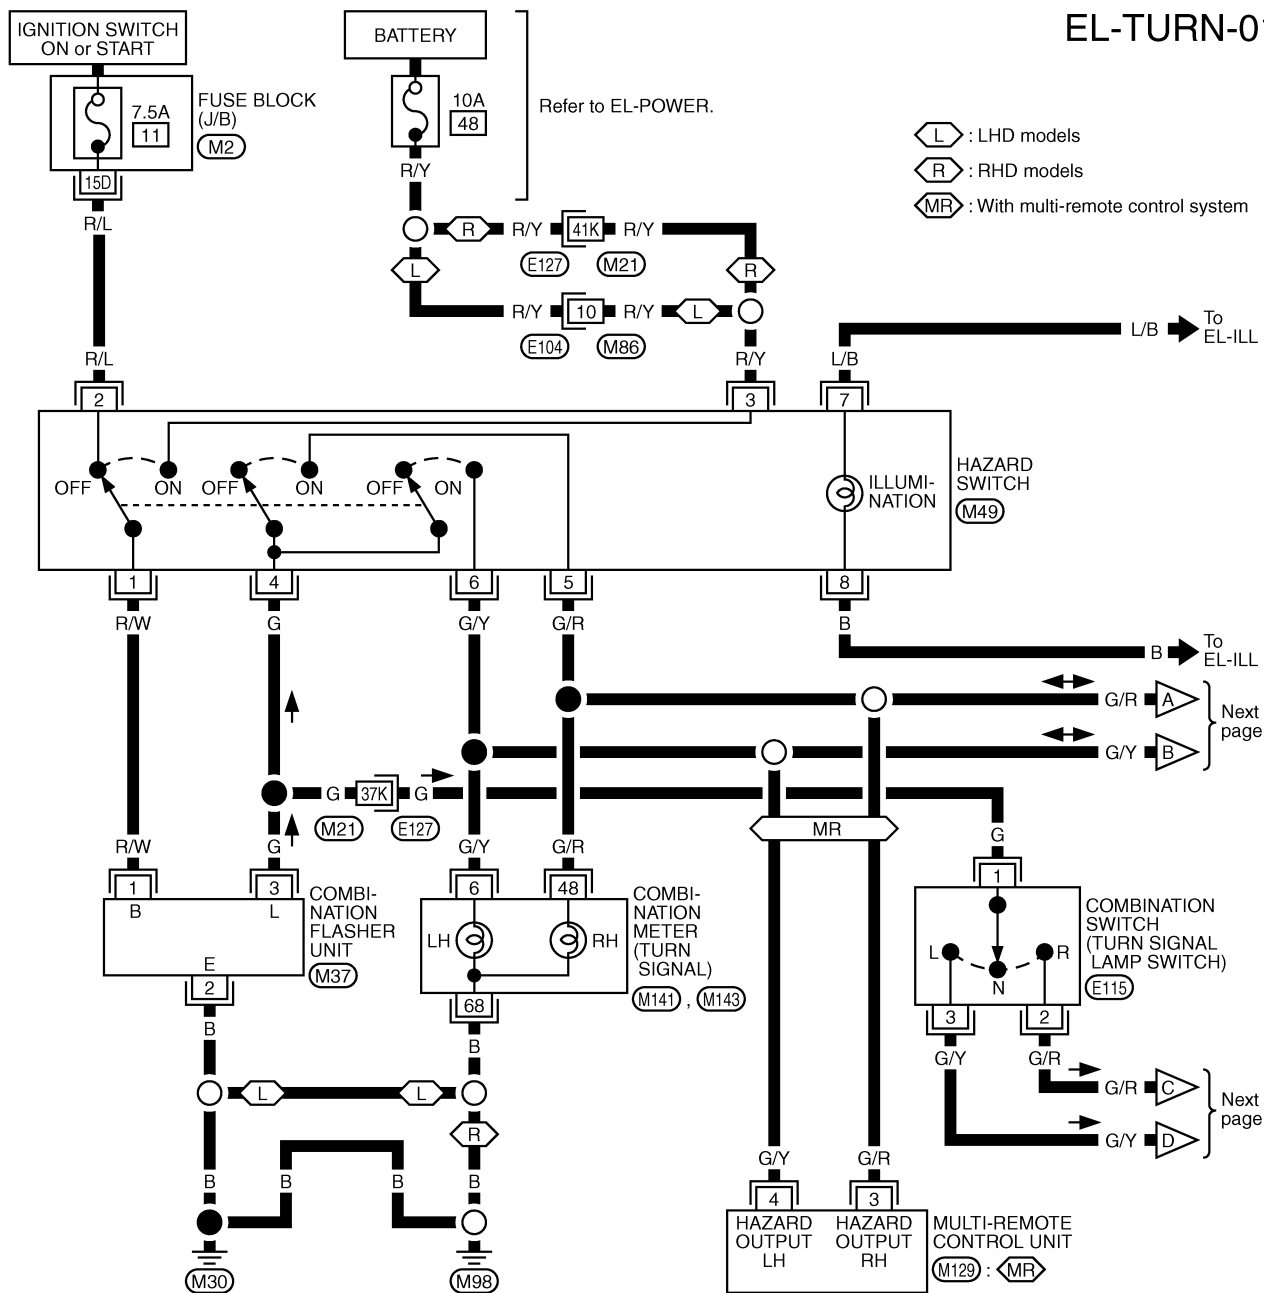 EL-TURN-01
IGNITION SWITCH
ON or START
BATTERY
7.5A
11
FUSE BLOCK
(J/B)
M2
10A
48
Refer to EL-POWER.
L : LHD models
R : RHD models
MR : With multi-remote control system
15D
R/L
R/Y
R
R/Y
41K
R/Y
E127
M21
L
R
R/Y
10
R/Y
L
E104
M86
R/L
R/Y
L/B
L/B
To
EL-ILL
2
3
7
OFF
ON
OFF
ON
OFF
ON
ILLUMI-
NATION
HAZARD
SWITCH
M49
1
4
6
5
8
R/W
G
G/Y
G/R
B
B
To
EL-ILL
G/R
A
G/Y
B
Next
page
G
37K
G
M21
E127
MR
R/W
G
G/Y
G/R
G
1
3
6
48
1
B
L
E
COMBI-
NATION
FLASHER
UNIT
M37
LH
RH
COMBI-
NATION
METER
(TURN
SIGNAL)
M141 , M143
L
R
N
COMBINATION
SWITCH
(TURN SIGNAL
LAMP SWITCH)
E115
2
68
3
2
B
B
G/Y
G/R
L
L
R
G/R
C
G/Y
D
Next
page
B
B
B
B
G/Y
G/R
4
3
HAZARD
OUTPUT
LH
HAZARD
OUTPUT
RH
MULTI-REMOTE
CONTROL UNIT
M129 : MR
M30
M98